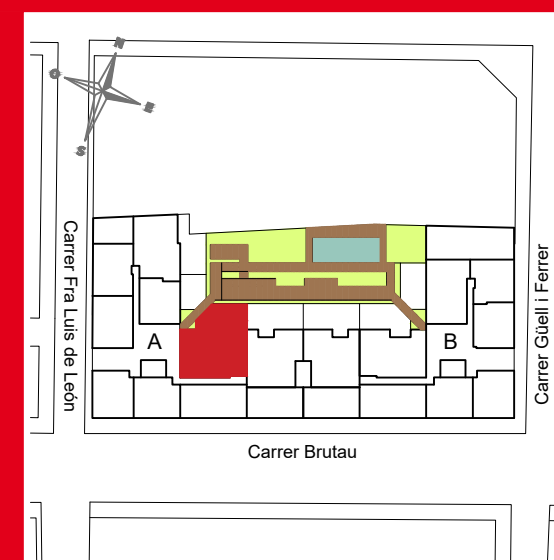 N
O
E
S
Carrer Fra Luis de León
A
B
Carrer Güell i Ferrer
Carrer Brutau